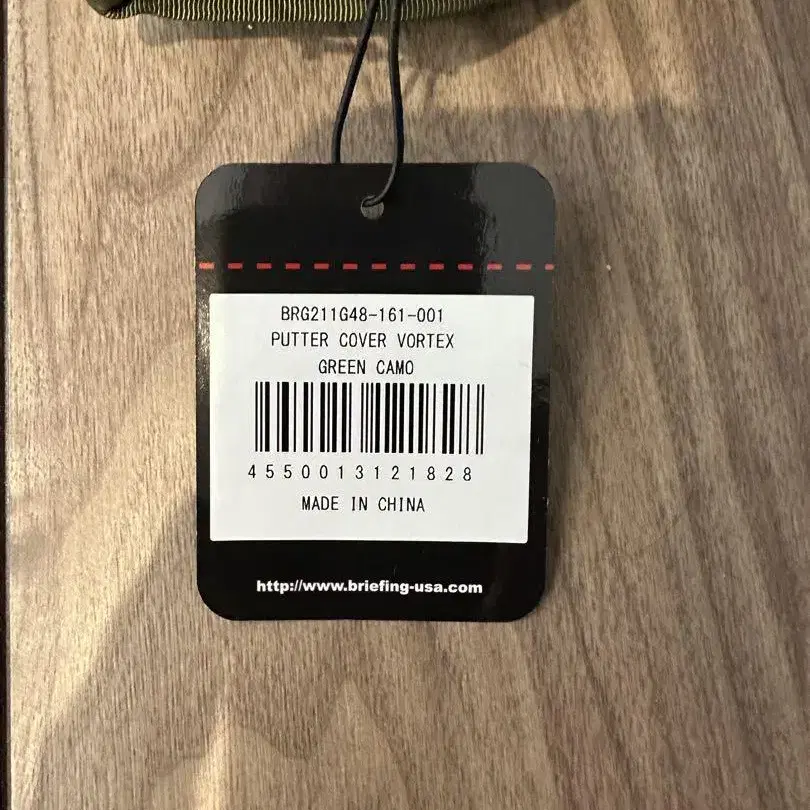 BRG211G48-161-001
PUTTER COVER VORTEX
GREEN CAMO
4550013121828
MADE IN CHINA
http://www.briefing-usa.com